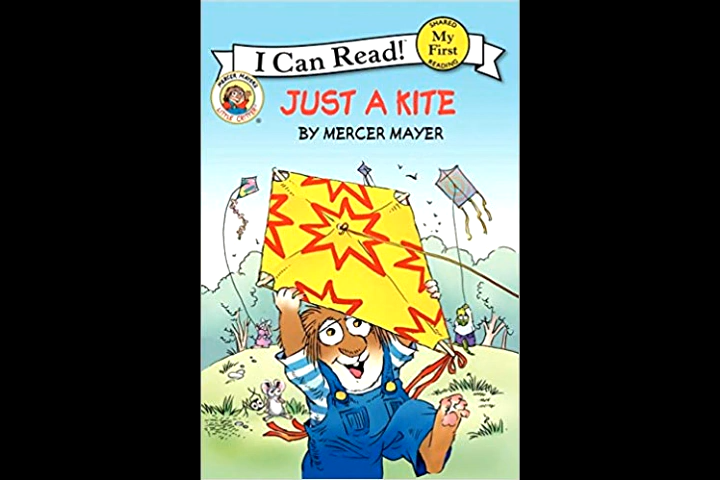 I Can Read!
SHARED
My
First
READING
MERCER MAYER'S
LITTLE CRITTER
®
JUST A KITE
BY MERCER MAYER